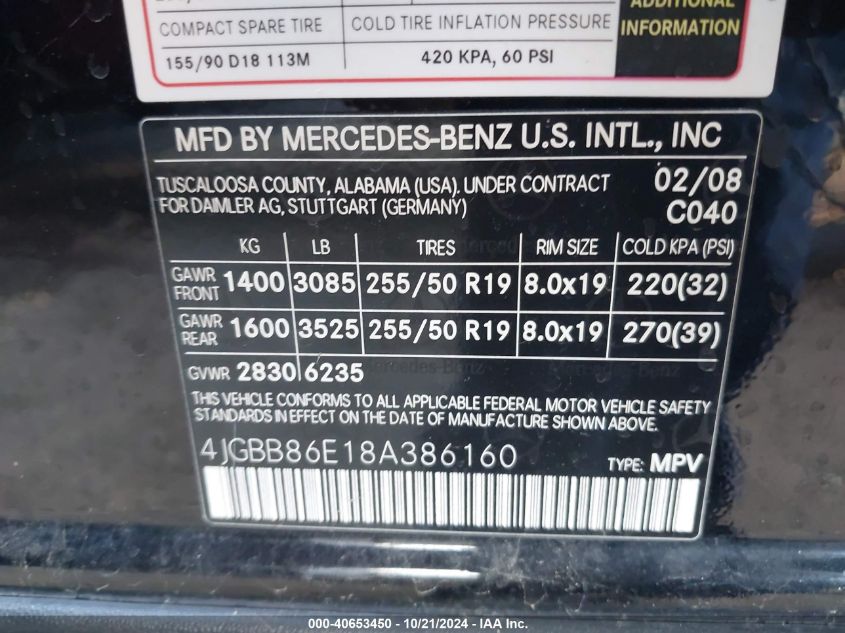 COMPACT SPARE TIRE COLD TIRE INFLATION PRESSURE
155/90 D18 113M 420 KPA, 60 PSI
ADDITIONAL
INFORMATION
MFD BY MERCEDES-BENZ U.S. INTL., INC
TUSCALOOSA COUNTY, ALABAMA (USA). UNDER CONTRACT 02/08
FOR DAIMLER AG, STUTTGART (GERMANY) C040
KG LB TIRES RIM SIZE COLD KPA (PSI)
GAWR FRONT 1400 3085 255/50 R19 8.0x19 220(32)
GAWR REAR 1600 3525 255/50 R19 8.0x19 270(39)
GVWR 2830 6235
THIS VEHICLE CONFORMS TO ALL APPLICABLE FEDERAL MOTOR VEHICLE SAFETY
STANDARDS IN EFFECT ON THE DATE OF MANUFACTURE SHOWN ABOVE.
4JGBB86E18A386160 TYPE: MPV
000-40653450 - 10/21/2024 - IAA Inc.